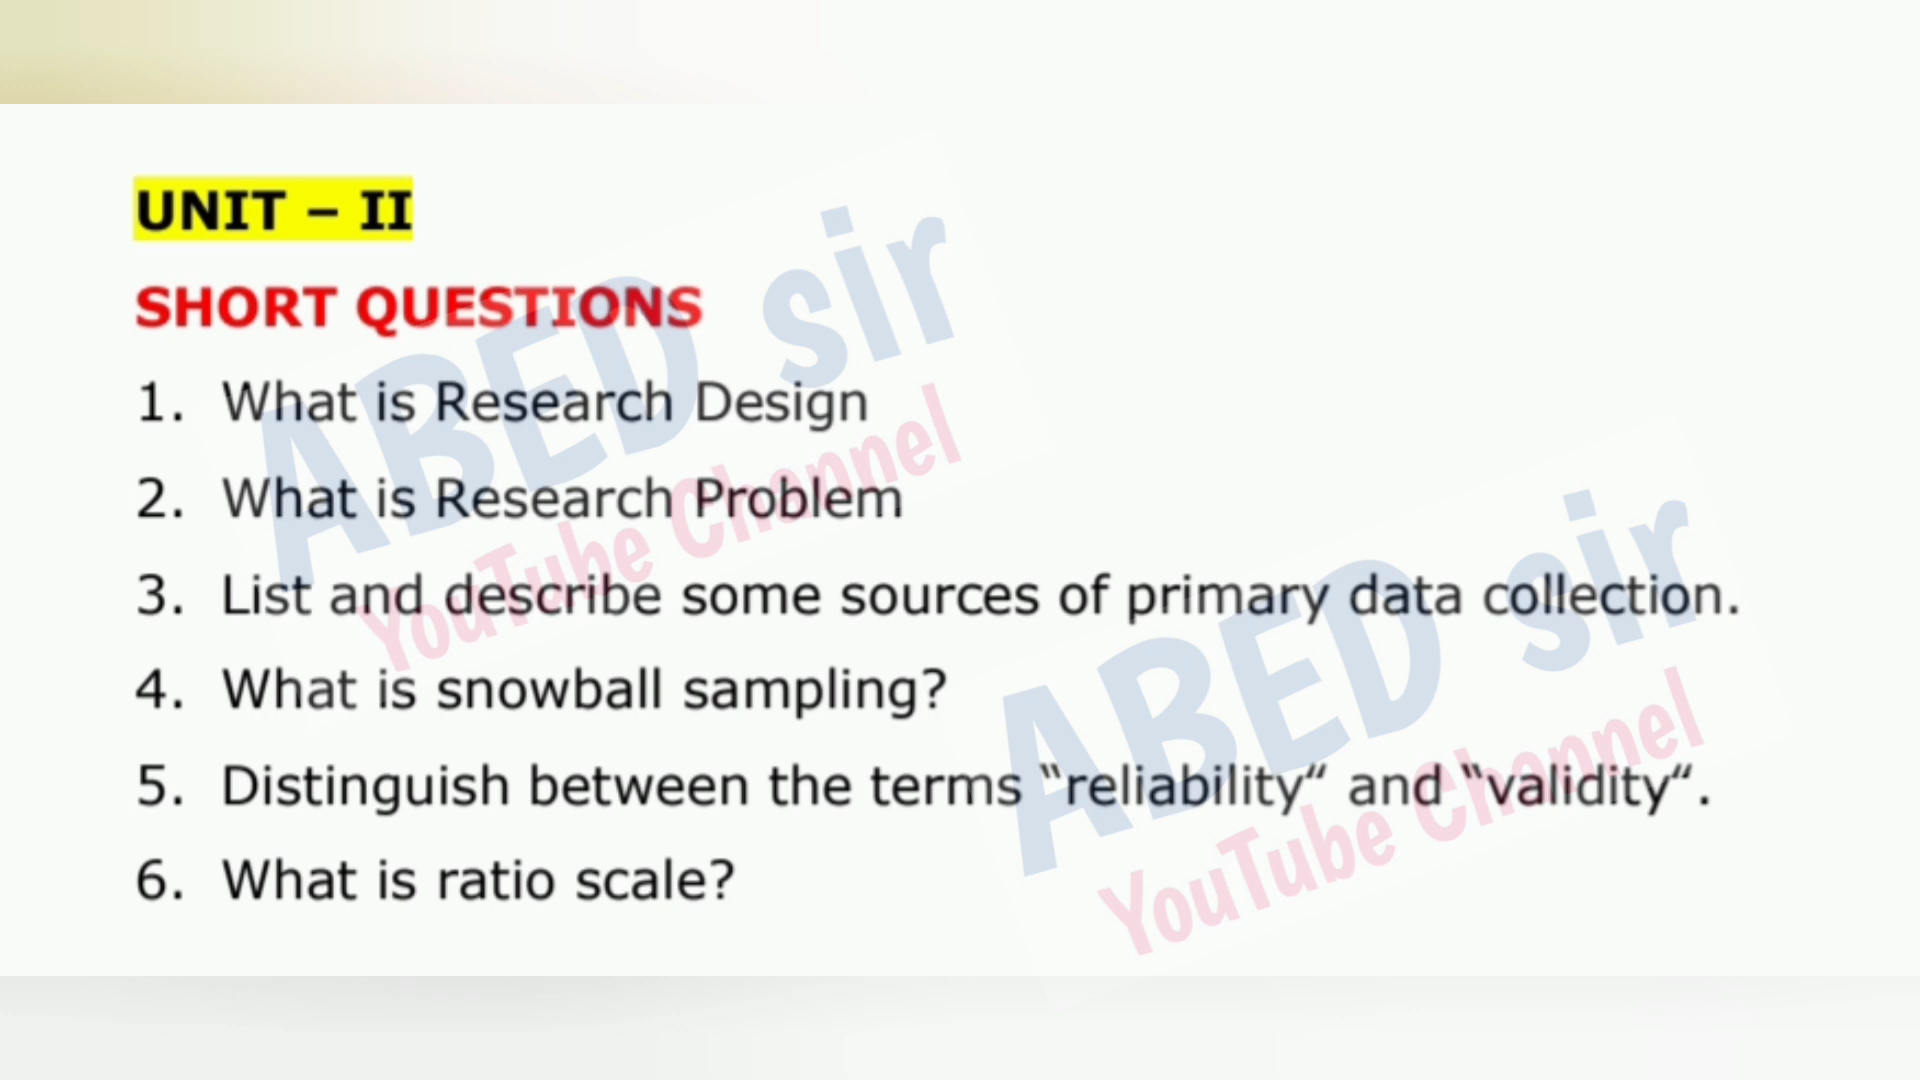 UNIT – II
SHORT QUESTIONS
1. What is Research Design
2. What is Research Problem
3. List and describe some sources of primary data collection.
4. What is snowball sampling?
5. Distinguish between the terms “reliability“ and “validity“.
6. What is ratio scale?
ABED sir
YouTube Channel
ABED sir
YouTube Channel